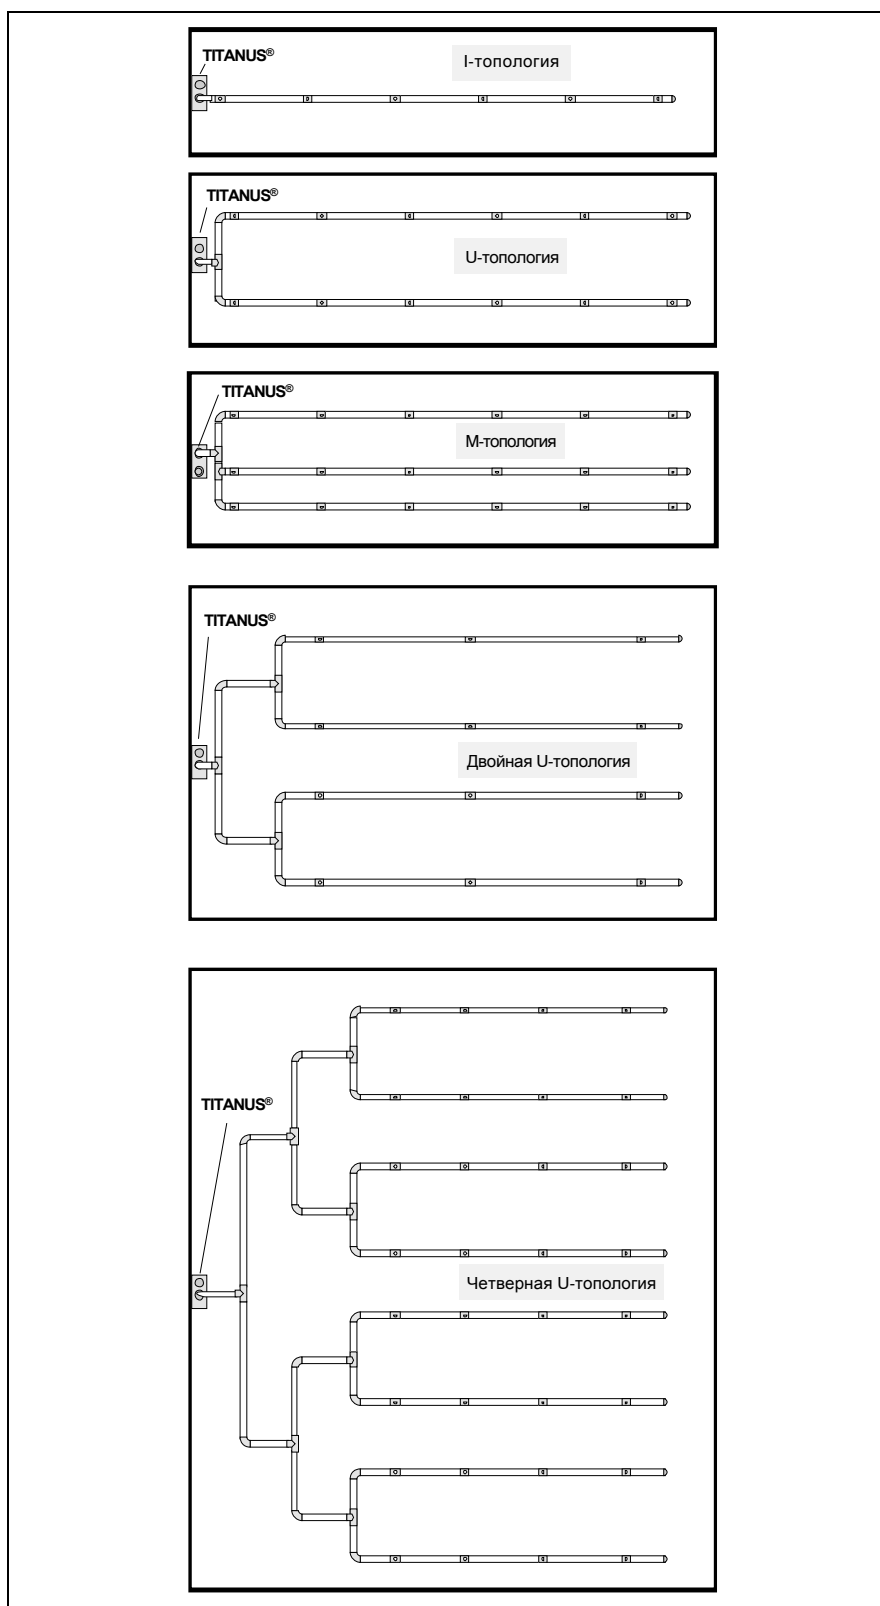 TITANUS®
I-топология
TITANUS®
U-топология
TITANUS®
M-топология
TITANUS®
Двойная U-топология
TITANUS®
Четверная U-топология